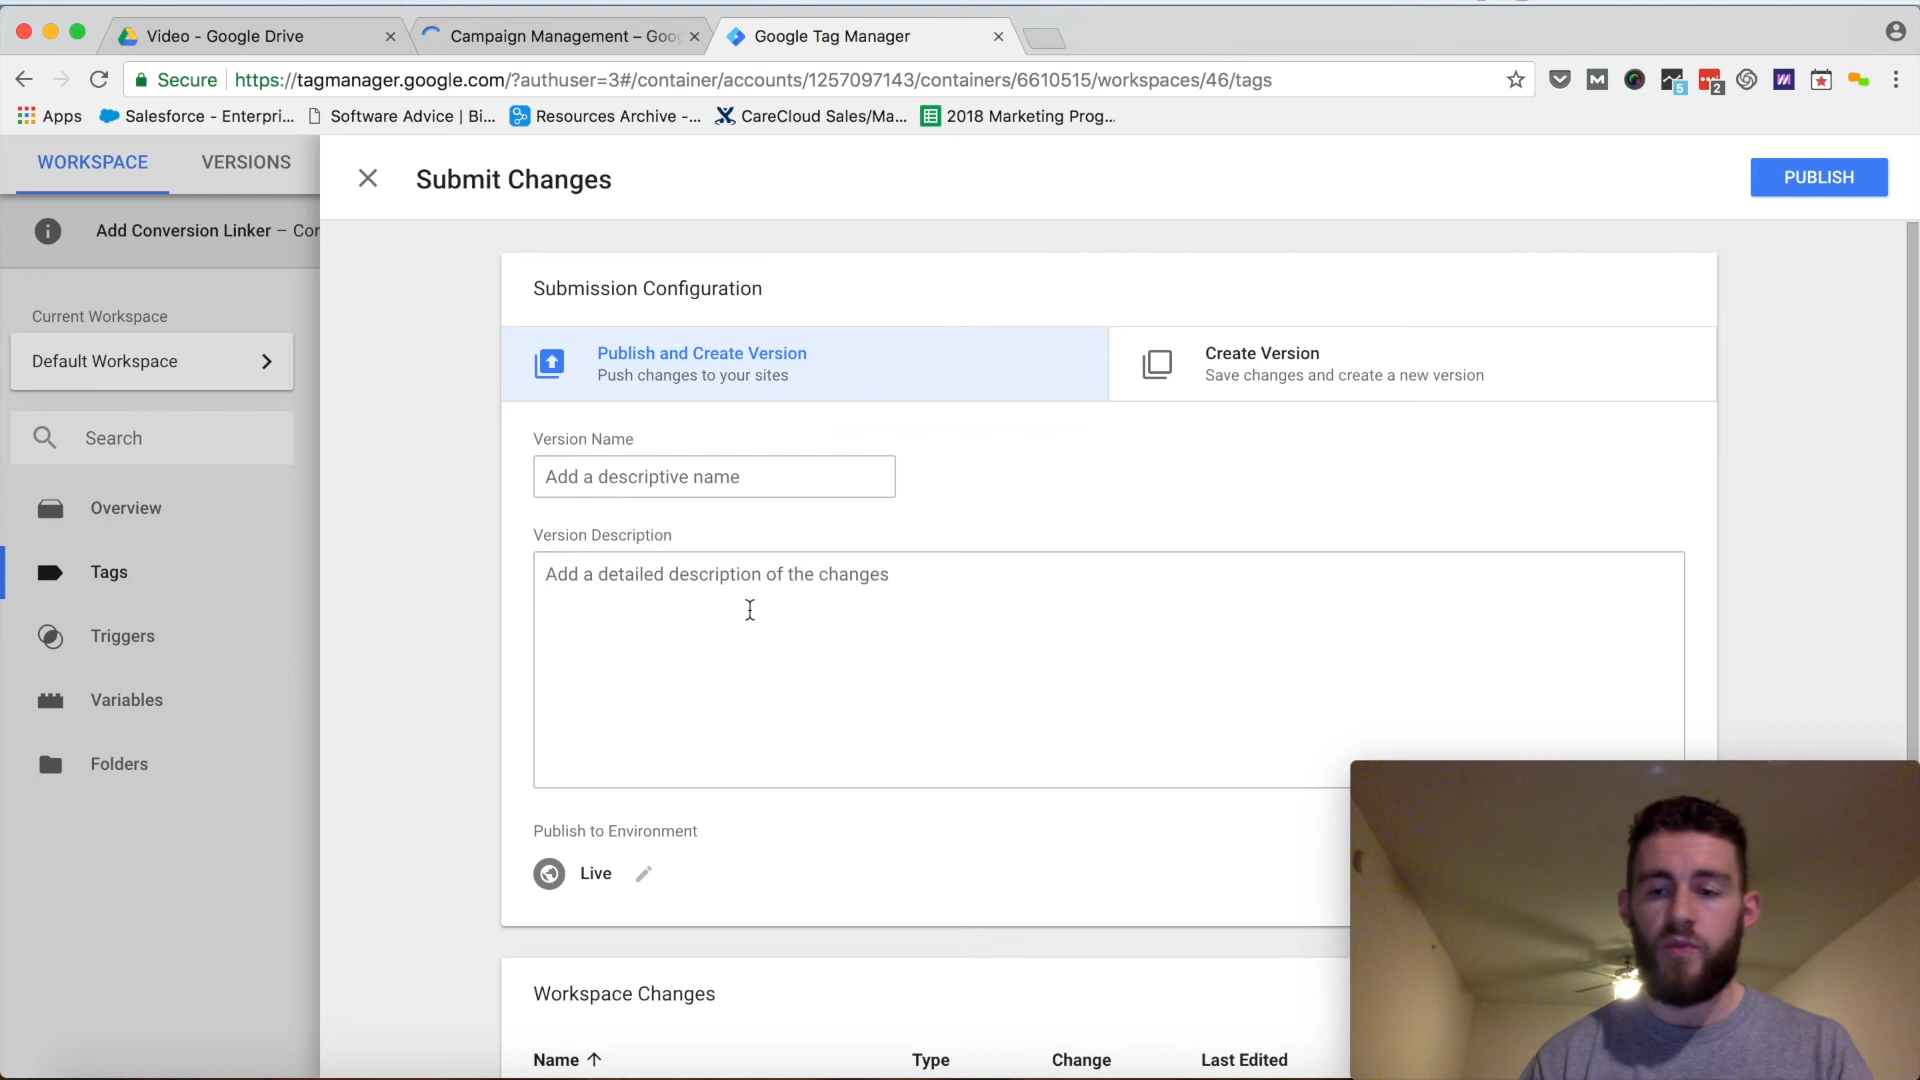 Video - Google Drive
Campaign Management – Goog
Google Tag Manager
Secure
https://tagmanager.google.com/?authuser=3#/container/accounts/1257097143/containers/6610515/workspaces/46/tags
5
2
Apps
Salesforce - Enterpri...
Software Advice | Bi...
Resources Archive -...
CareCloud Sales/Ma...
2018 Marketing Prog...
WORKSPACE
VERSIONS
Submit Changes
PUBLISH
Add Conversion Linker – Con
Submission Configuration
Current Workspace
Default Workspace
Publish and Create Version
Push changes to your sites
Create Version
Save changes and create a new version
Search
Version Name
Add a descriptive name
Overview
Version Description
Add a detailed description of the changes
Tags
Triggers
Variables
Folders
Publish to Environment
Live
Workspace Changes
Name
Type
Change
Last Edited